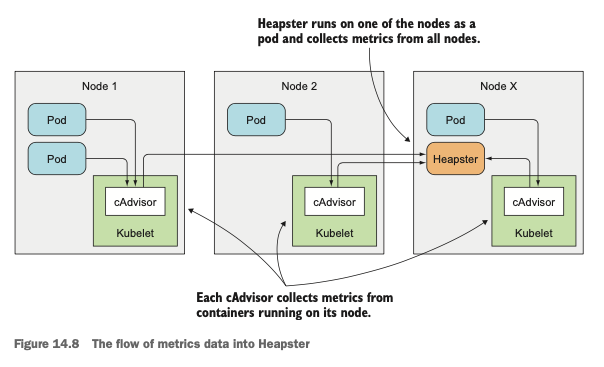 Heapster runs on one of the nodes as a
pod and collects metrics from all nodes.
Node 1
Node 2
Node X
Pod
Pod
Pod
Pod
Heapster
cAdvisor
Kubelet
cAdvisor
Kubelet
cAdvisor
Kubelet
Each cAdvisor collects metrics from
containers running on its node.
Figure 14.8 The flow of metrics data into Heapster